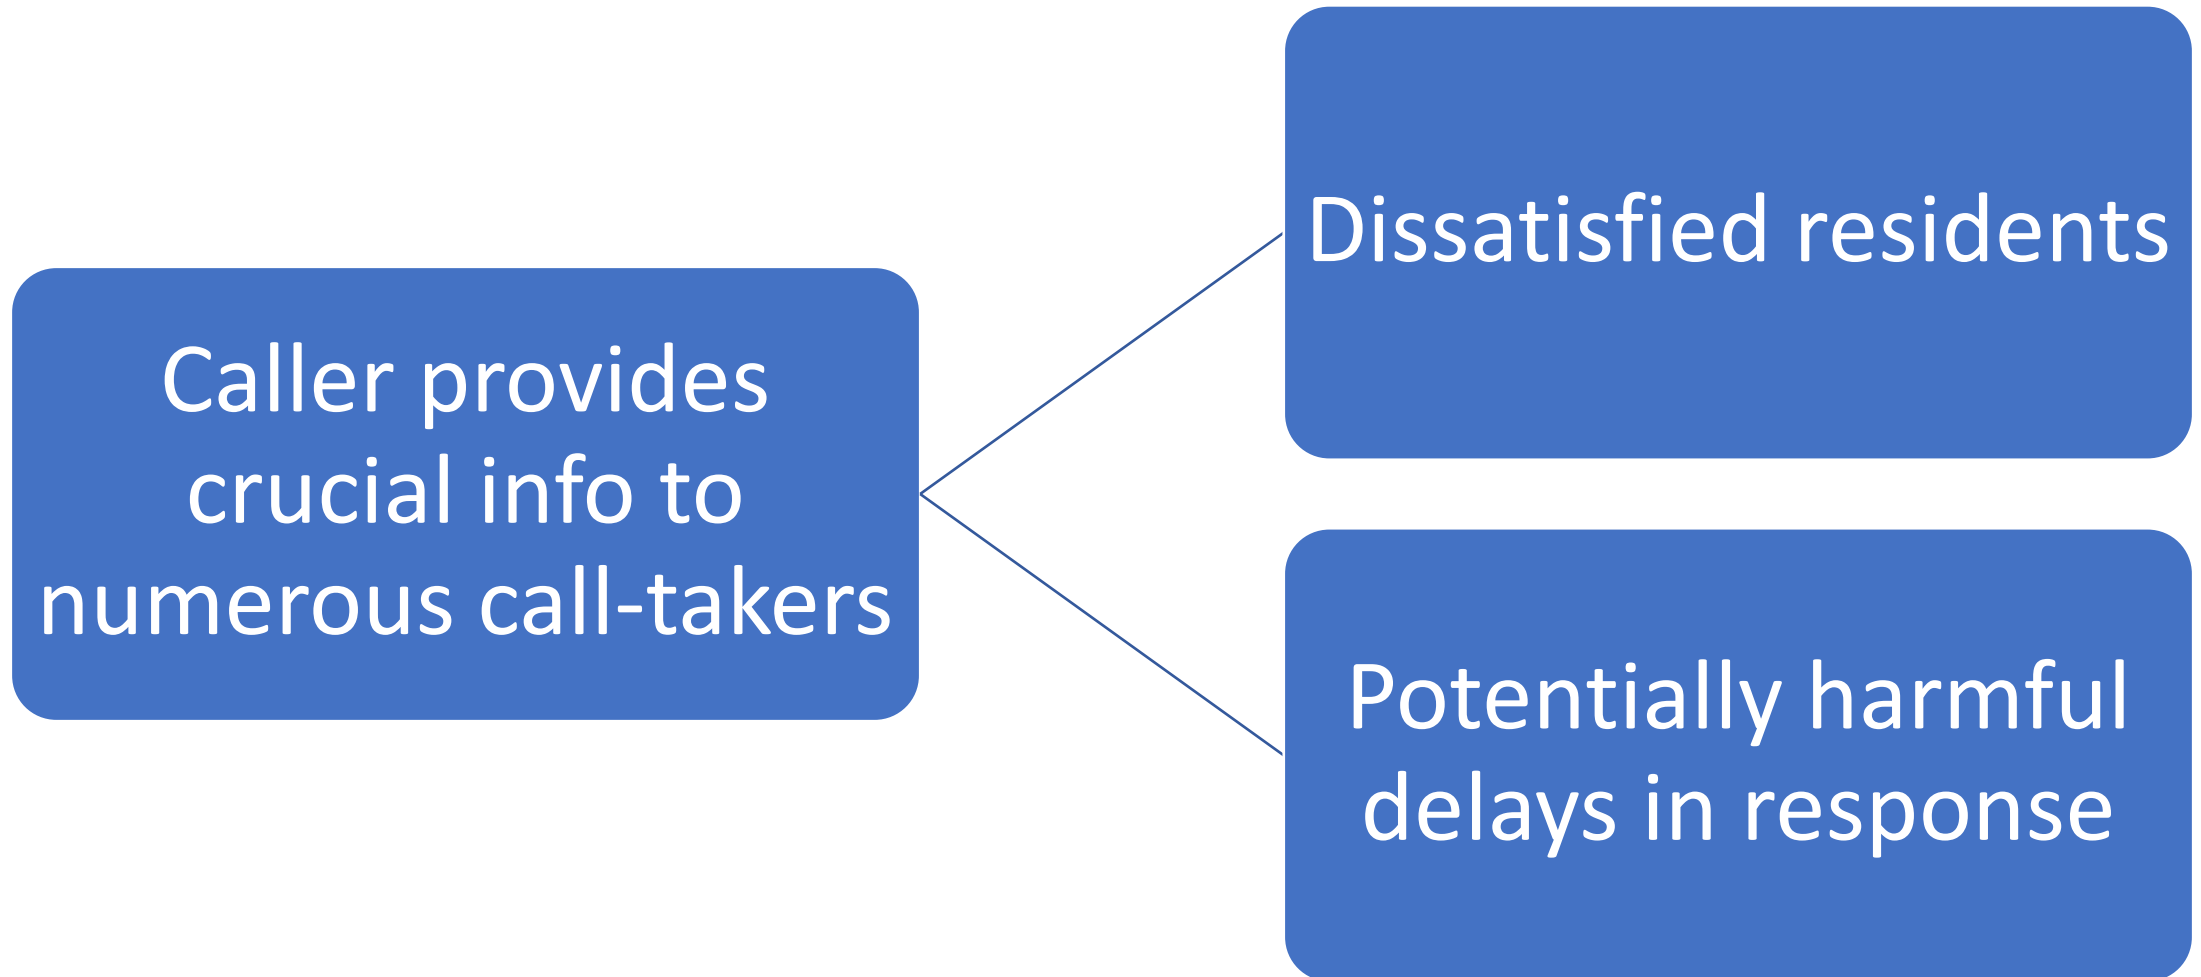 Caller provides
crucial info to
numerous call-takers
Dissatisfied residents
Potentially harmful
delays in response